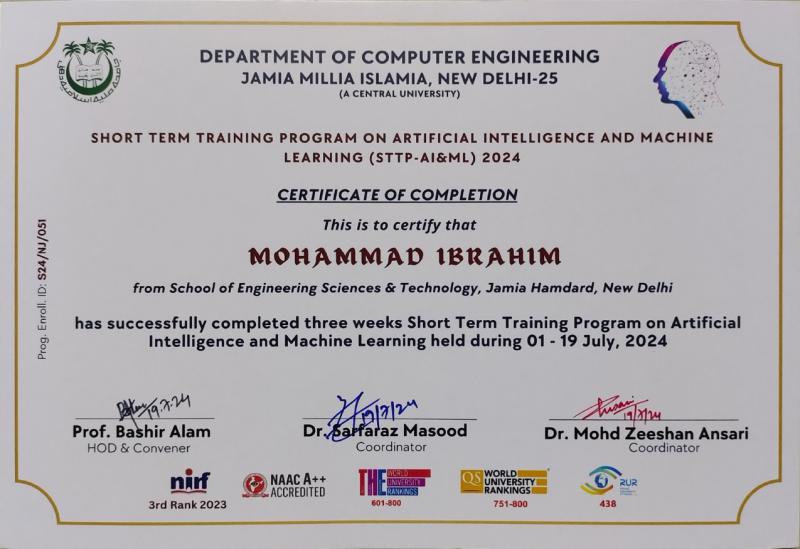 DEPARTMENT OF COMPUTER ENGINEERING
JAMIA MILLIA ISLAMIA, NEW DELHI-25
(A CENTRAL UNIVERSITY)
SHORT TERM TRAINING PROGRAM ON ARTIFICIAL INTELLIGENCE AND MACHINE
LEARNING (STTP-AI&ML) 2024
CERTIFICATE OF COMPLETION
This is to certify that
MOHAMMAD IBRAHIM
from School of Engineering Sciences & Technology, Jamia Hamdard, New Delhi
has successfully completed three weeks Short Term Training Program on Artificial
Intelligence and Machine Learning held during 01 - 19 July, 2024
Prog. Enroll. ID: S24/NJ/051
19.7.24
19/7/24
19/7/24
Prof. Bashir Alam
HOD & Convener
Dr. Sarfaraz Masood
Coordinator
Dr. Mohd Zeeshan Ansari
Coordinator
nirf
3rd Rank 2023
NAAC A++
ACCREDITED
THE WORLD
UNIVERSITY
RANKINGS
601-800
QS WORLD
UNIVERSITY
RANKINGS
751-800
RUR
438